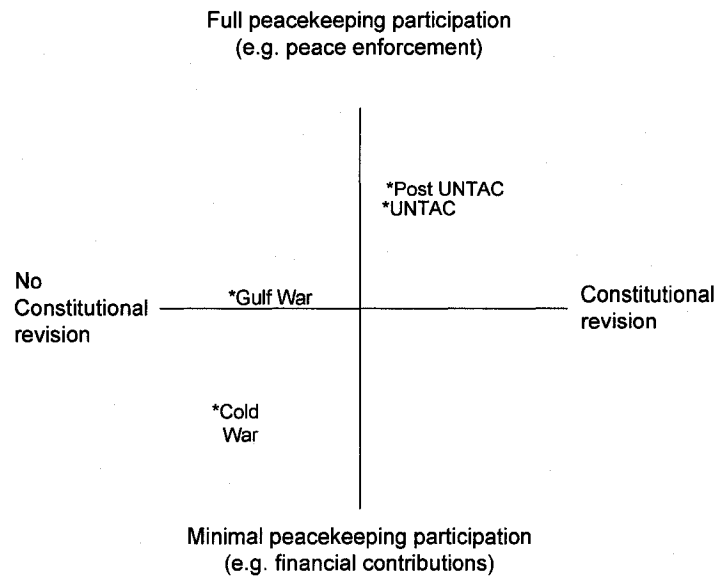 Full peacekeeping participation
(e.g. peace enforcement)
*Post UNTAC
*UNTAC
No
Constitutional
revision
*Gulf War
Constitutional
revision
*Cold
War
Minimal peacekeeping participation
(e.g. financial contributions)